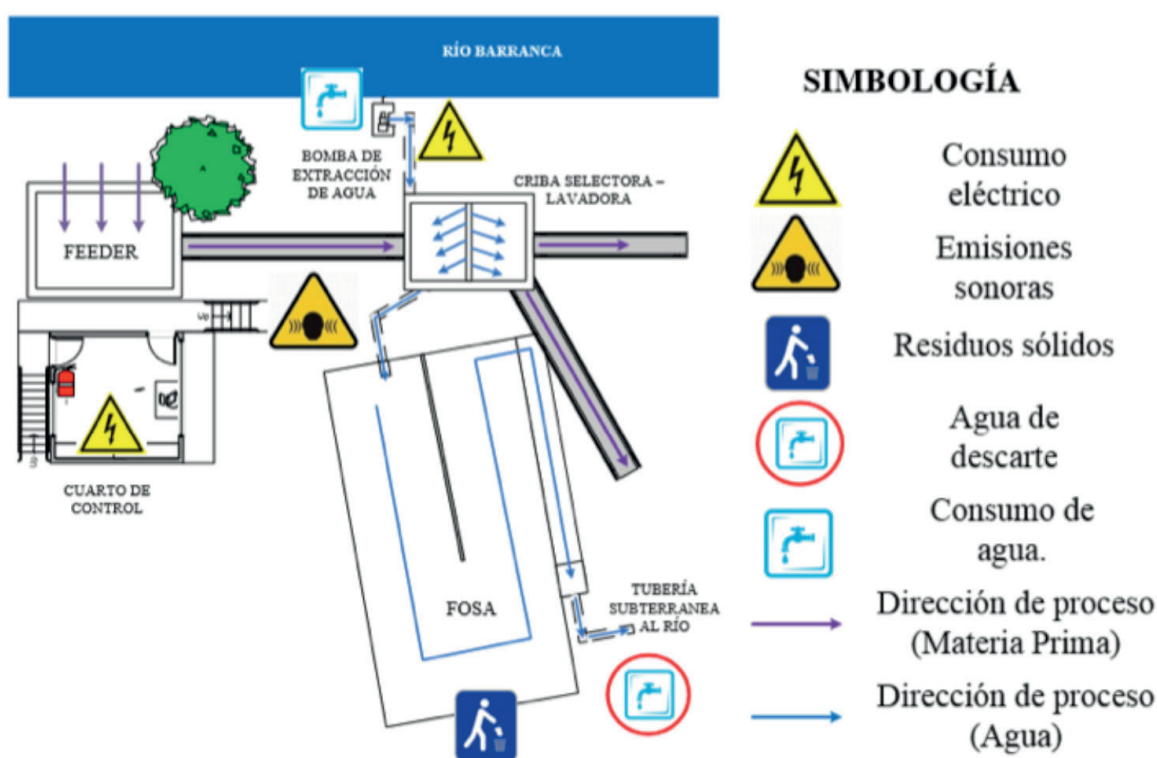 RÍO BARRANCA
BOMBA DE
EXTRACCIÓN
DE AGUA
CRIBA SELECTORA –
LAVADORA
FEEDER
Up
Up
CUARTO DE
CONTROL
FOSA
TUBERÍA
SUBTERRANEA
AL RÍO
SIMBOLOGÍA
Consumo
eléctrico
Emisiones
sonoras
Residuos sólidos
Agua de
descarte
Consumo de
agua.
Dirección de proceso
(Materia Prima)
Dirección de proceso
(Agua)